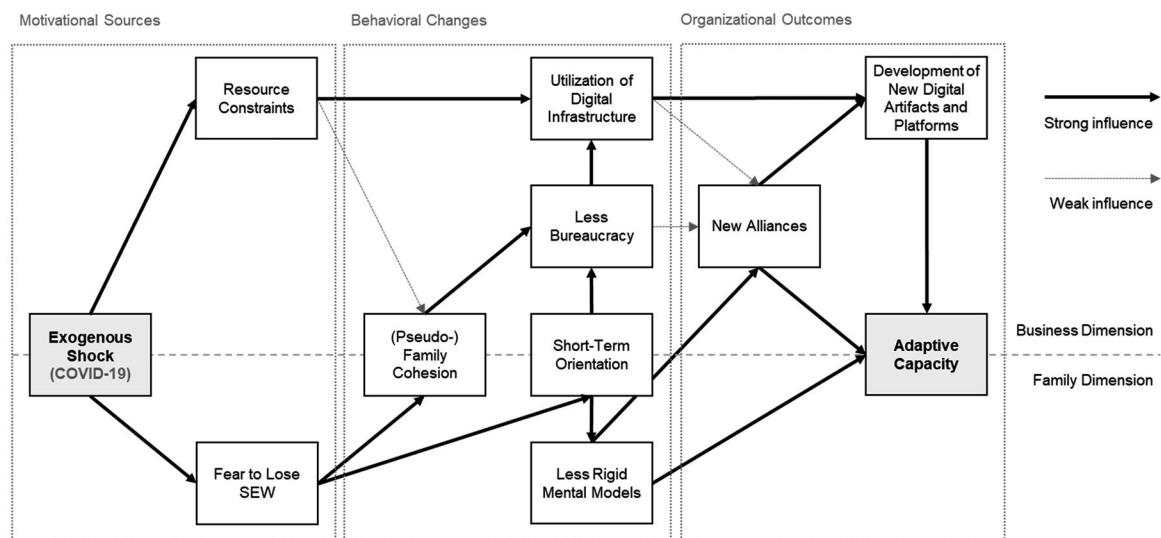 Motivational Sources
Behavioral Changes
Organizational Outcomes
Resource
Constraints
Utilization of
Digital
Infrastructure
Development of
New Digital
Artifacts and
Platforms
Strong influence
Weak influence
Less
Bureaucracy
New Alliances
Exogenous
Shock
(COVID-19)
(Pseudo-)
Family
Cohesion
Short-Term
Orientation
Adaptive
Capacity
Business Dimension
Family Dimension
Fear to Lose
SEW
Less Rigid
Mental Models